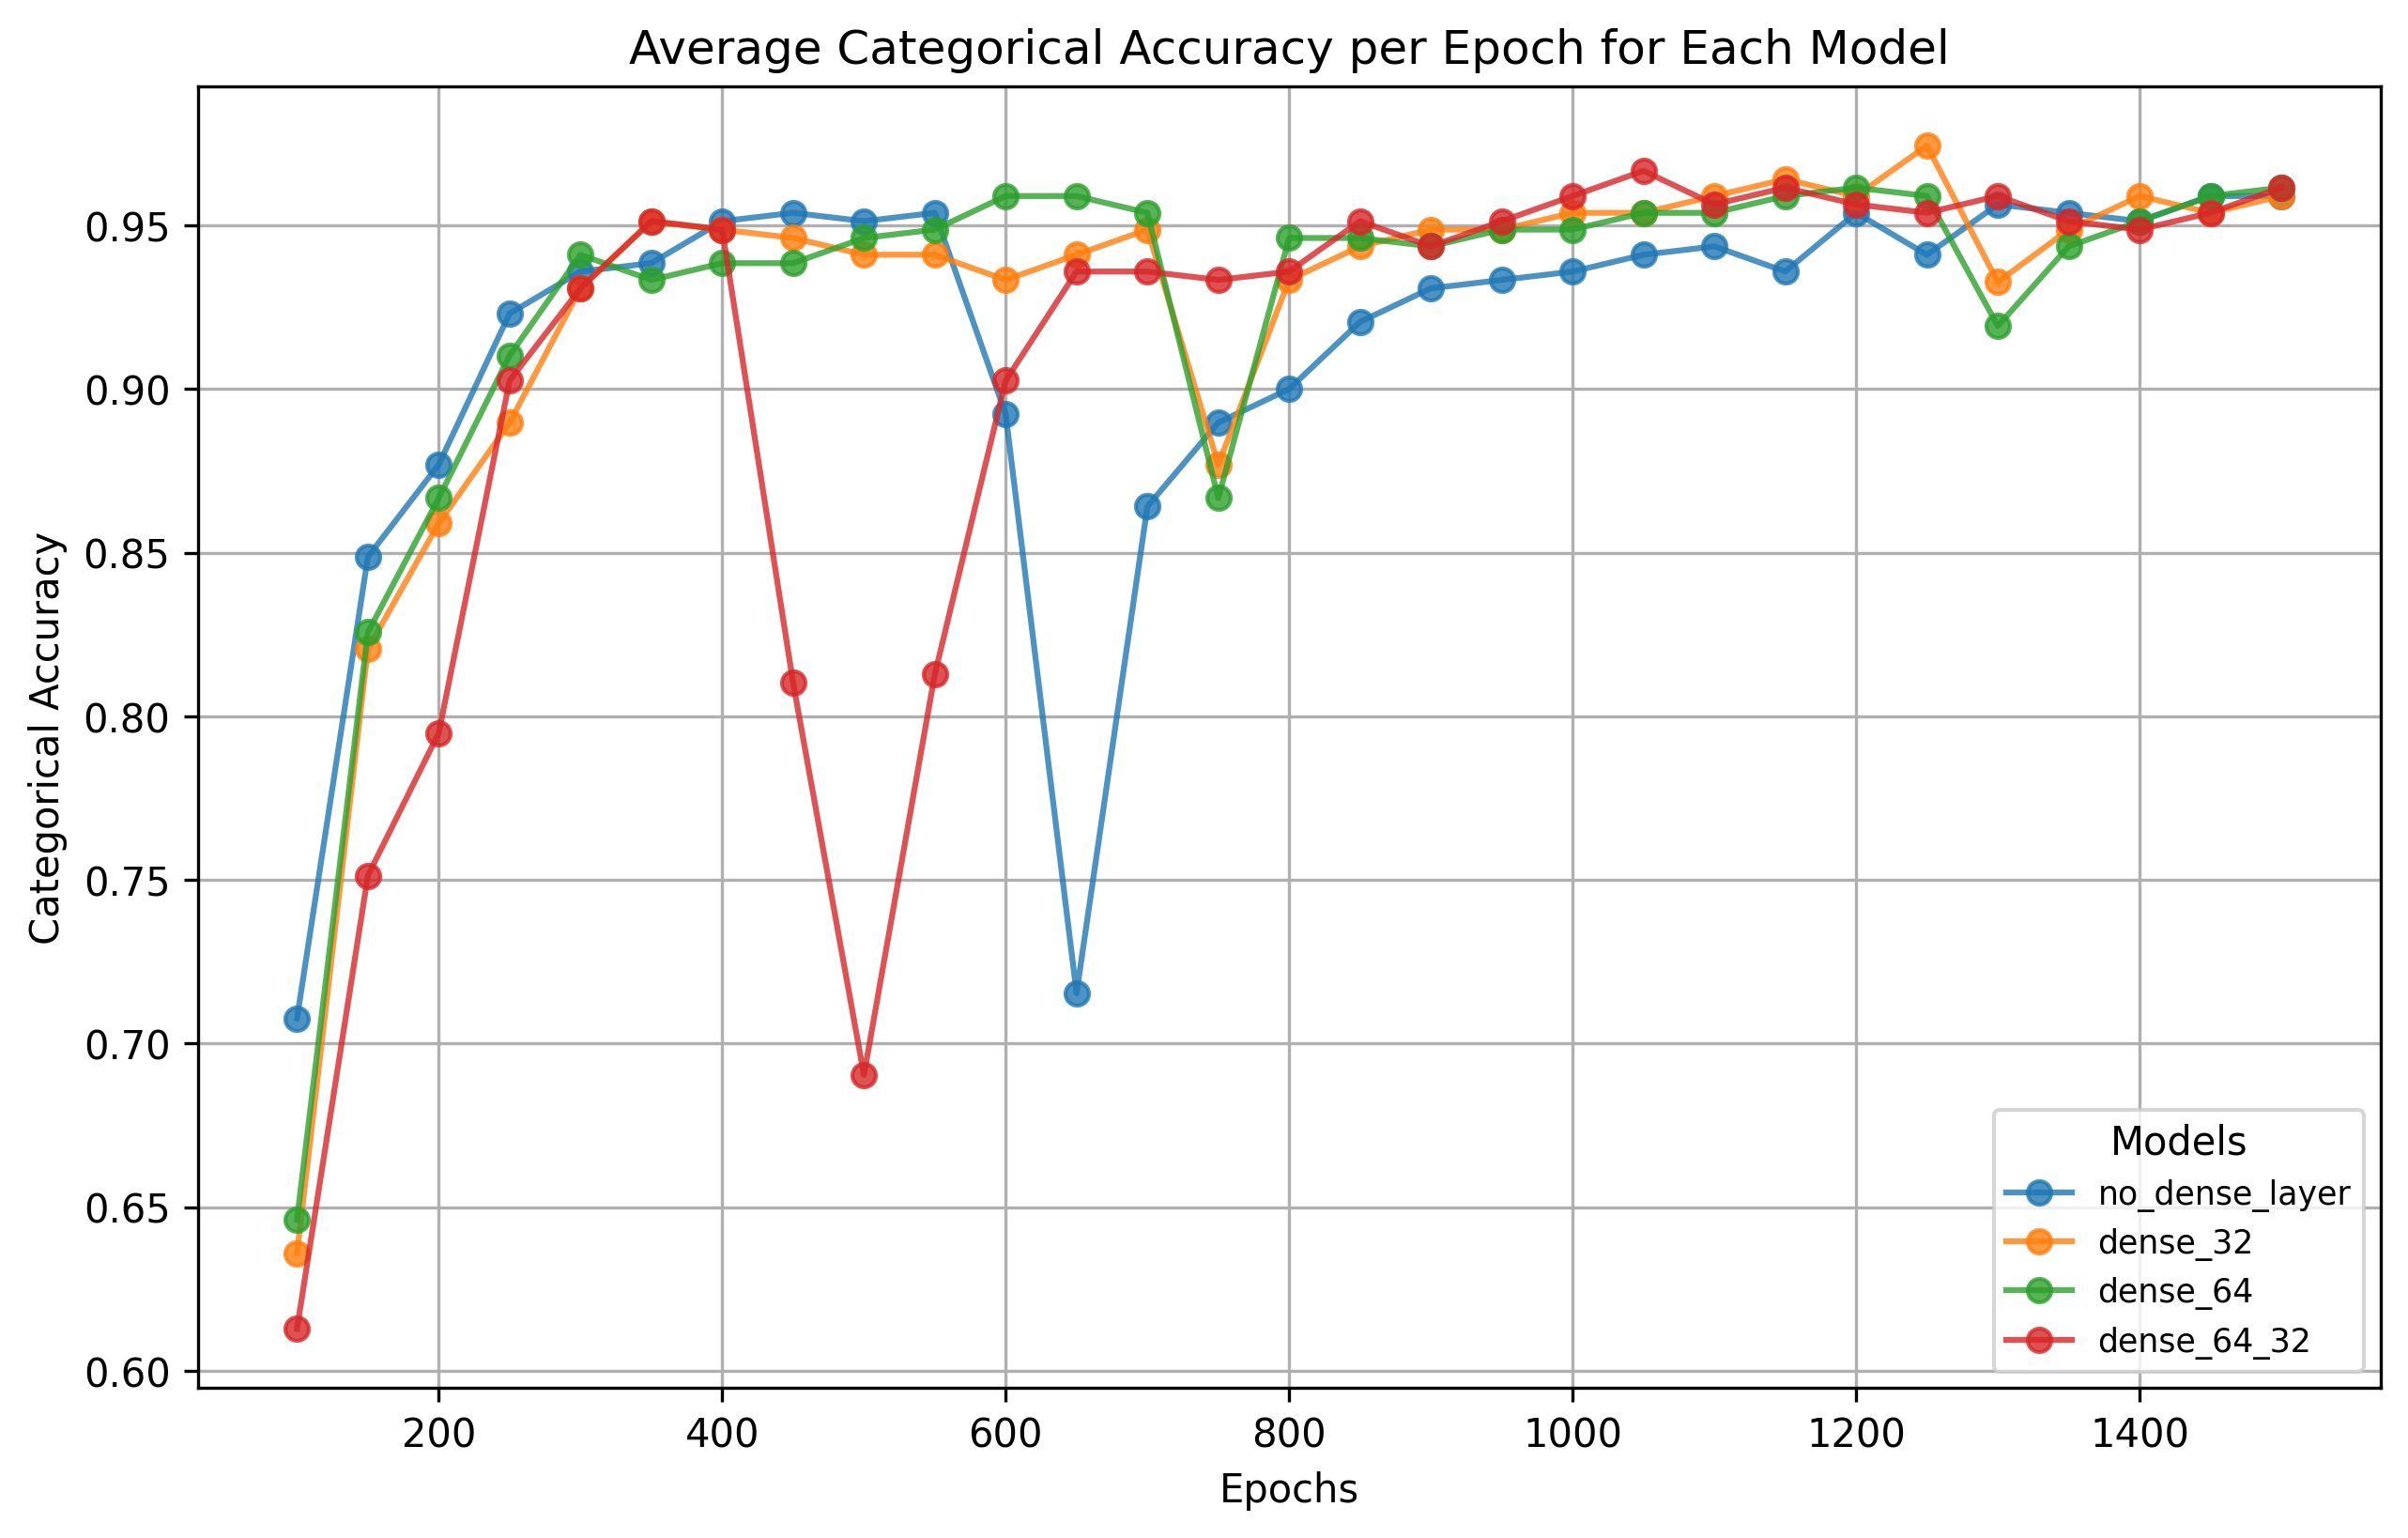 Average Categorical Accuracy per Epoch for Each Model
Categorical Accuracy
0.95
0.90
0.85
0.80
0.75
0.70
0.65
0.60
200 400 600 800 1000 1200 1400
Epochs
Models
no_dense_layer
dense_32
dense_64
dense_64_32